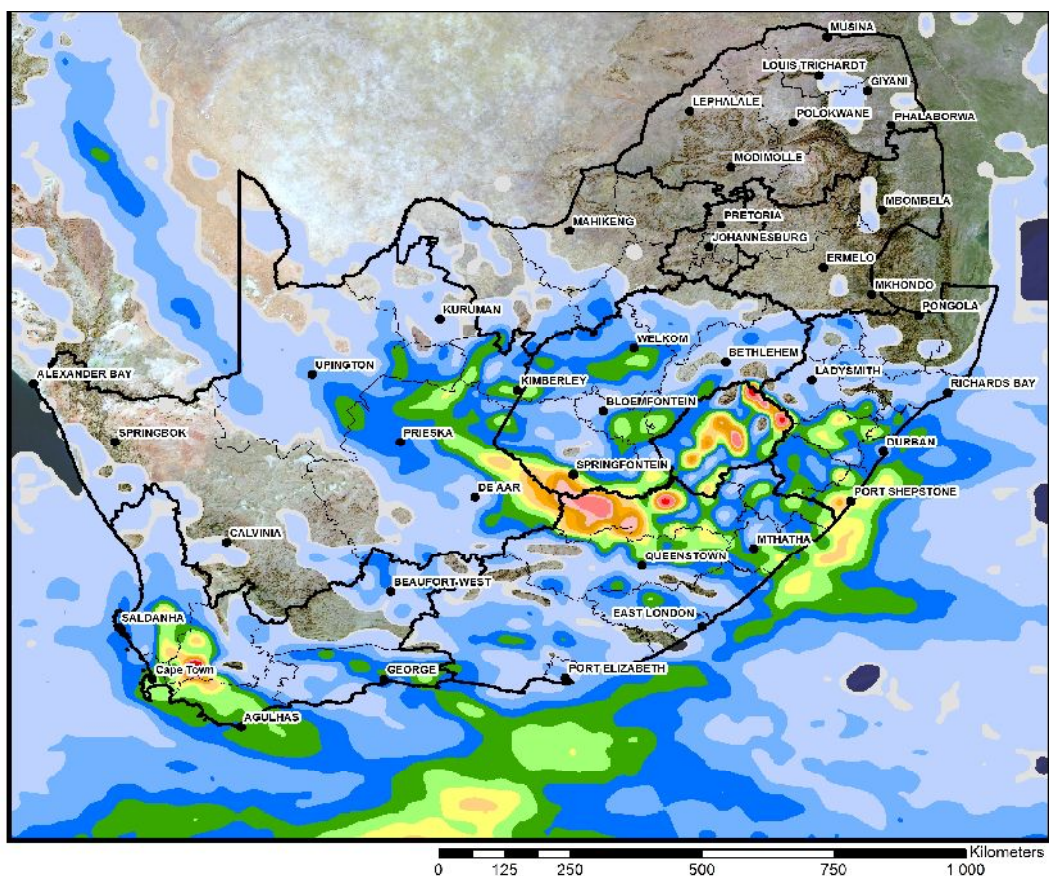 MUSINA
LOUIS TRICHARDT
GIYANI
LEPHALALE
POLOKWANE
PHALABORWA
MODIMOLLE
MBOMBELA
PRETORIA
MAHIKENG
JOHANNESBURG
ERMELO
MKHONDO
PONGOLA
KURUMAN
WELKOM
BETHLEHEM
UPINGTON
LADYSMITH
ALEXANDER BAY
KIMBERLEY
RICHARDS BAY
BLOEMFONTEIN
SPRINGBOK
PRIESKA
DURBAN
SPRINGFONTEIN
DE AAR
PORT SHEPSTONE
CALVINIA
MTHATHA
QUEENSTOWN
BEAUFORT-WEST
SALDANHA
EAST LONDON
Cape Town
GEORGE
PORT ELIZABETH
AGULHAS
Kilometers
0 125 250 500 750 1 000